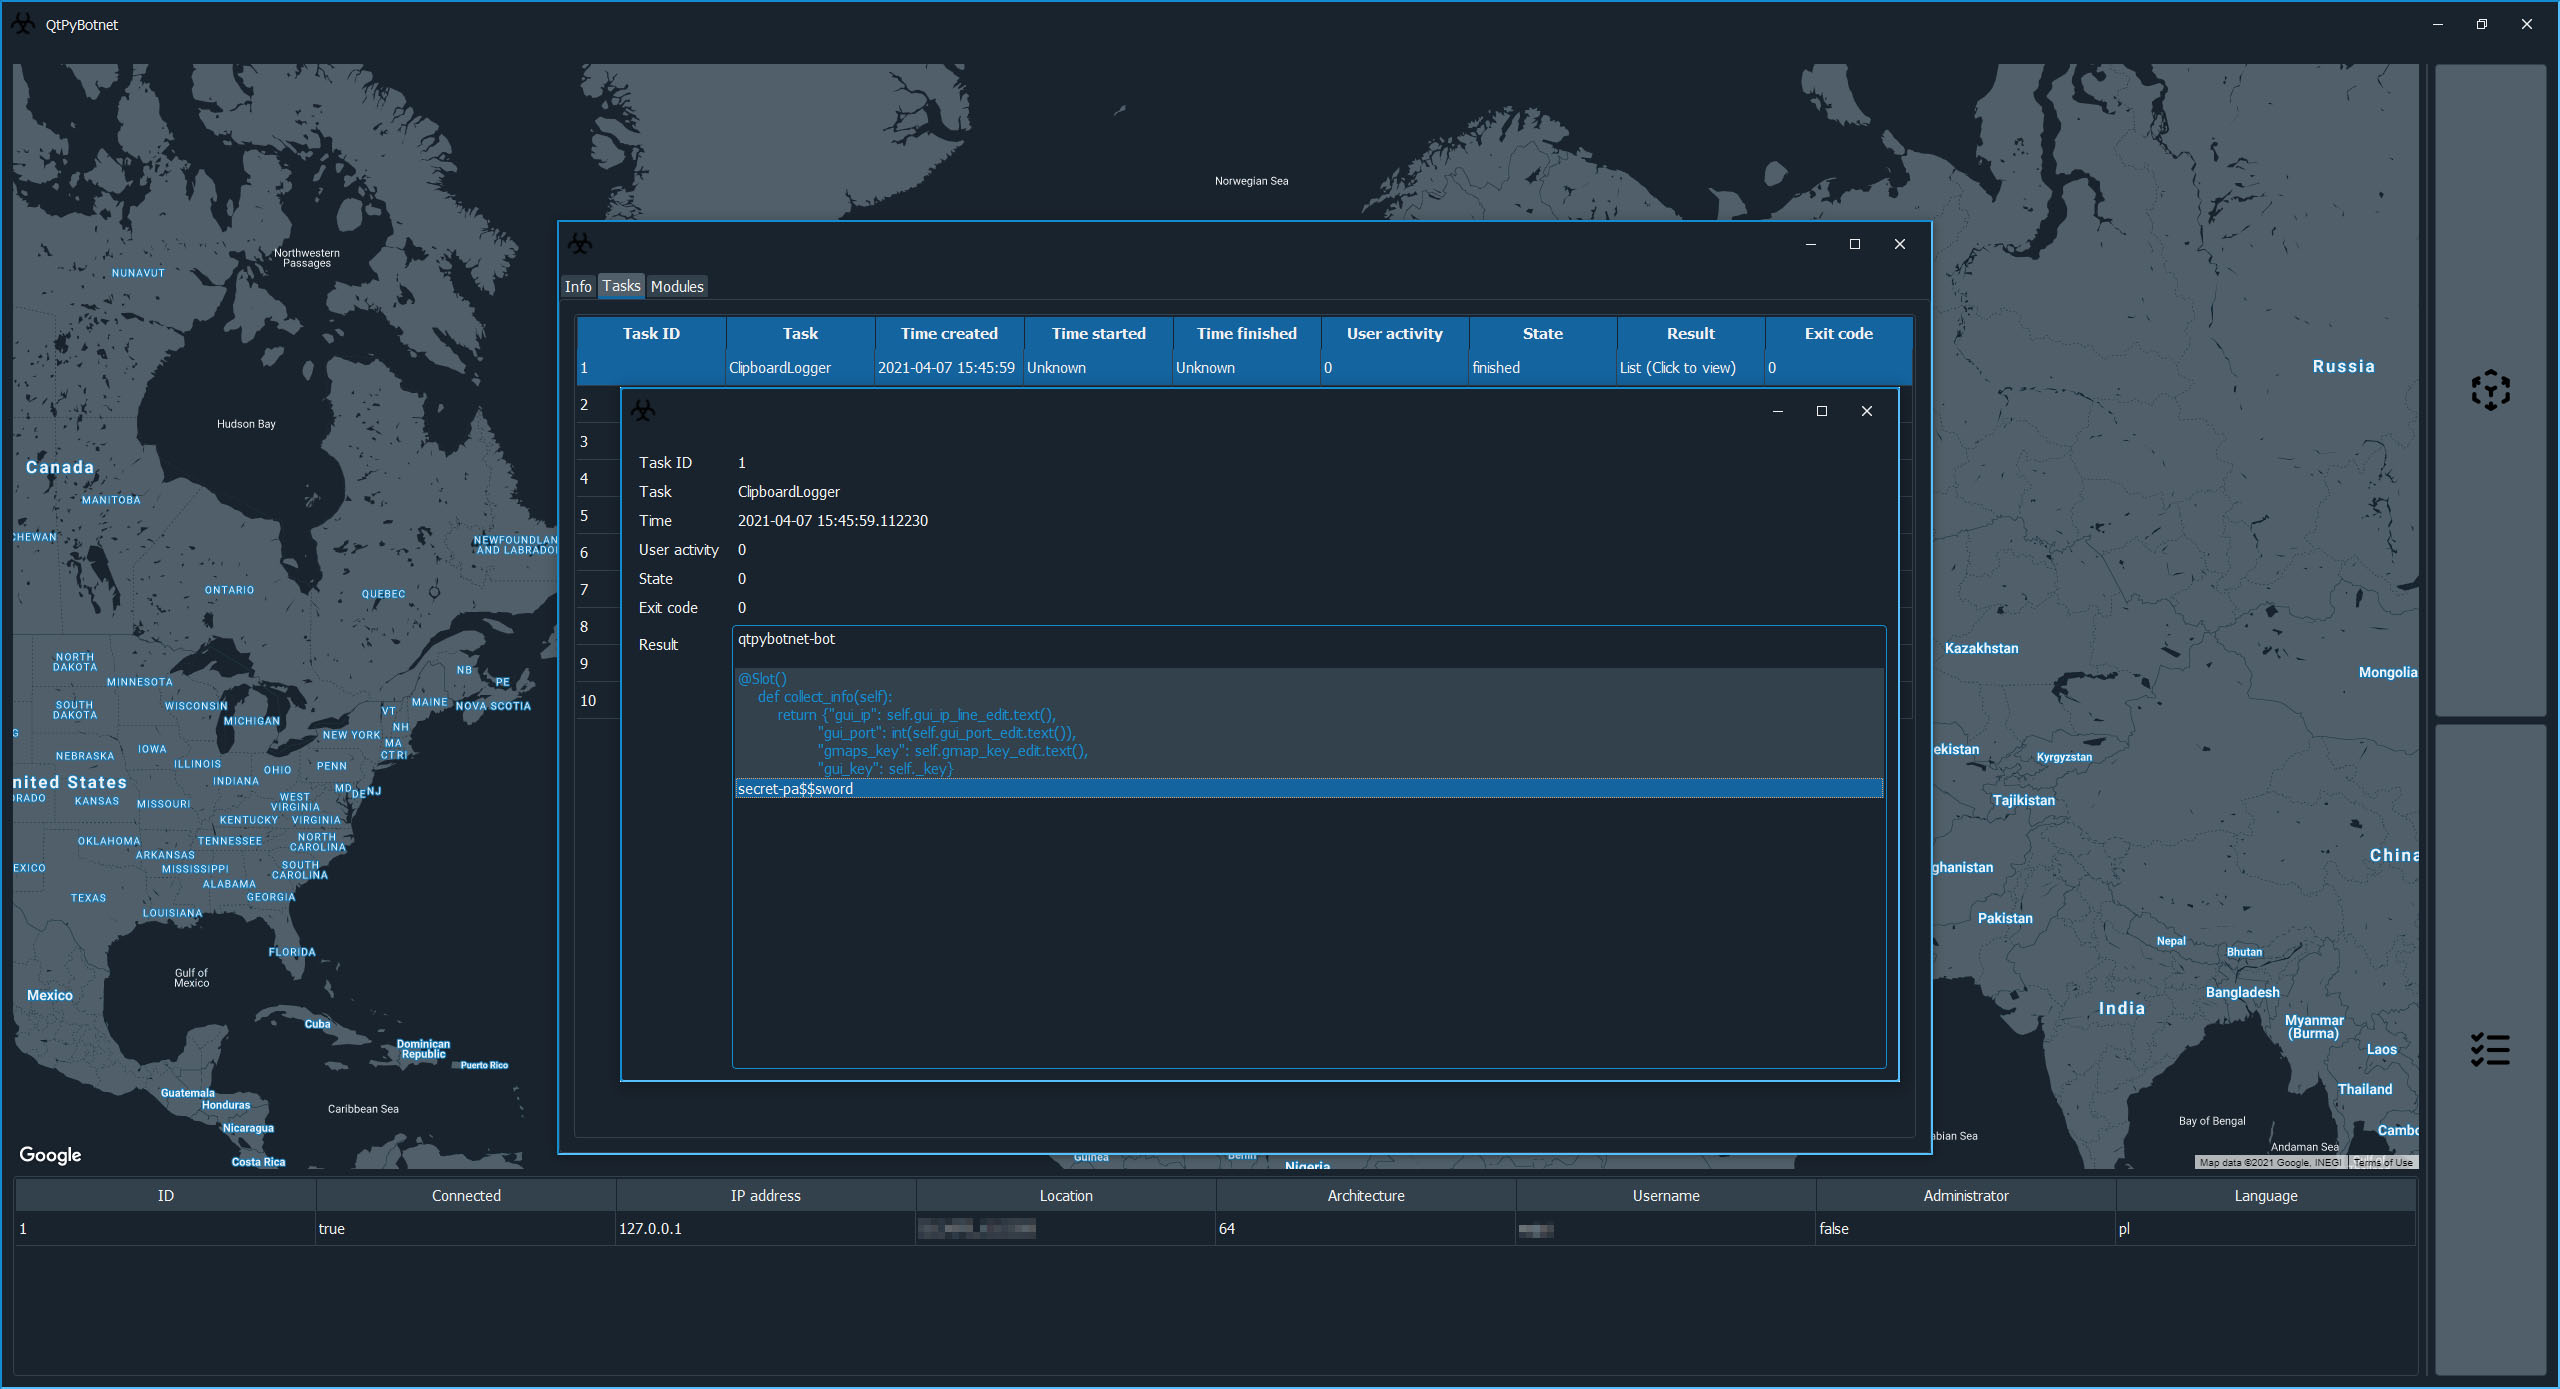 QtPyBotnet
Norwegian Sea
Northwestern
Passages
NUNAVUT
Hudson Bay
Canada
MANITOBA
CHEWAN
NEWFOUNDLAN
AND LABRADOR
ONTARIO
QUEBEC
NORTH
DAKOTA
MINNESOTA
NB
PE
SOUTH
DAKOTA
WISCONSIN
MICHIGAN
VT
MAINE
NOVA SCOTIA
NH
NEW YORK
MA
CT RI
NEBRASKA
IOWA
ILLINOIS
OHIO
PENN
INDIANA
nited States
MD
DE
NJ
ORADO
KANSAS
MISSOURI
WEST
VIRGINIA
KENTUCKY
VIRGINIA
OKLAHOMA
TENNESSEE
NORTH
CAROLINA
ARKANSAS
MISSISSIPPI
SOUTH
CAROLINA
EXICO
ALABAMA
TEXAS
GEORGIA
LOUISIANA
FLORIDA
Gulf of
Mexico
Mexico
Cuba
Dominican
Republic
Puerto Rico
Guatemala
Honduras
Caribbean Sea
Nicaragua
Costa Rica
Google
Info Tasks Modules
Task ID Task Time created Time started Time finished User activity State Result Exit code
1 ClipboardLogger 2021-04-07 15:45:59 Unknown Unknown 0 finished List (Click to view) 0
2
3
4
5
6
7
8
9
10
Task ID 1
Task ClipboardLogger
Time 2021-04-07 15:45:59.112230
User activity 0
State 0
Exit code 0
Result qtpybotnet-bot
@Slot()
def collect_info(self):
return {"gui_ip": self.gui_ip_line_edit.text(),
"gui_port": int(self.gui_port_edit.text()),
"gmaps_key": self.gmap_key_edit.text(),
"gui_key": self._key}
secret-pa$$sword
Russia
Kazakhstan
Mongolia
ekistan
Kyrgyzstan
Tajikistan
China
ghanistan
Pakistan
Nepal
Bhutan
Bangladesh
India
Myanmar
(Burma)
Laos
Thailand
Bay of Bengal
Cambo
abian Sea
Andaman Sea
Guinea
Benin
Nigeria
Map data ©2021 Google, INEGI Terms of Use
ID Connected IP address Location Architecture Username Administrator Language
1 true 127.0.0.1 64 false pl